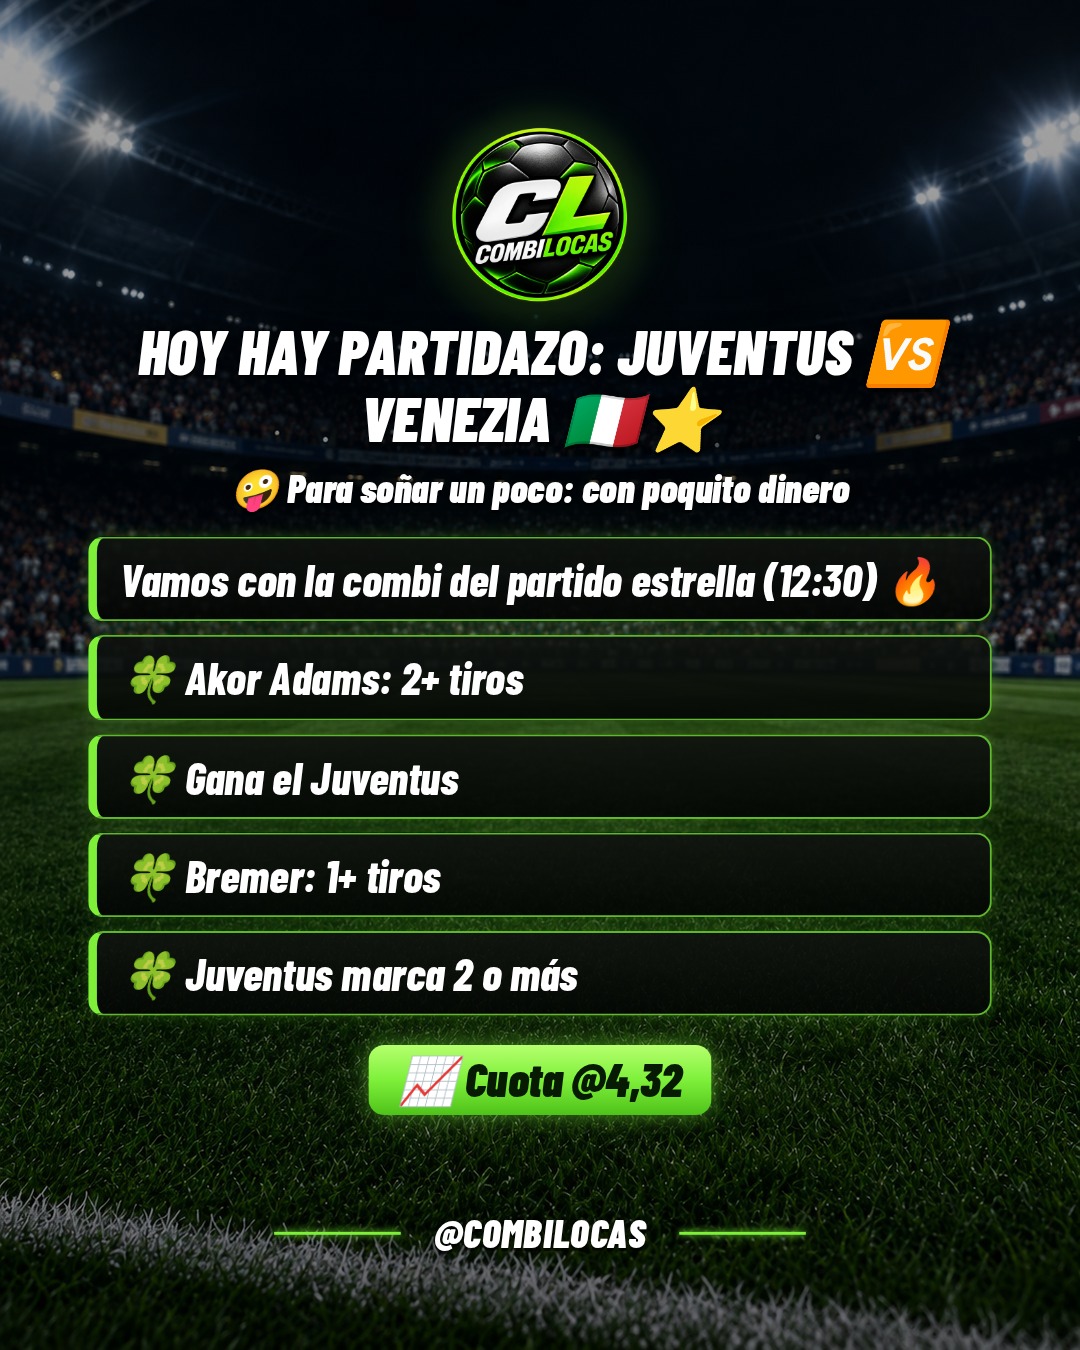 CL
COMBILOCAS
HOY HAY PARTIDAZO: JUVENTUS 🆚
VENEZIA 🇮🇹⭐
🤪 Para soñar un poco: con poquito dinero
Vamos con la combi del partido estrella (12:30) 🔥
🍀 Akor Adams: 2+ tiros
🍀 Gana el Juventus
🍀 Bremer: 1+ tiros
🍀 Juventus marca 2 o más
📈 Cuota @4,32
@COMBILOCAS